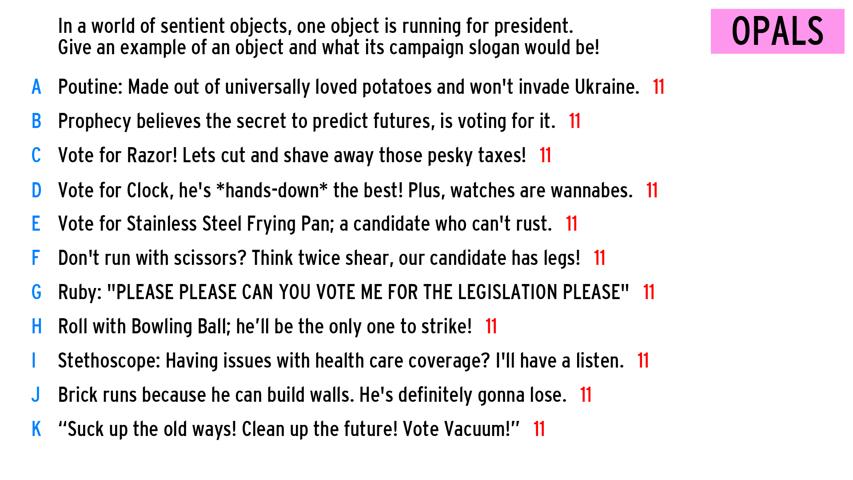 In a world of sentient objects, one object is running for president.
Give an example of an object and what its campaign slogan would be!
OPALS
A Poutine: Made out of universally loved potatoes and won't invade Ukraine. 11
B Prophecy believes the secret to predict futures, is voting for it. 11
C Vote for Razor! Lets cut and shave away those pesky taxes! 11
D Vote for Clock, he's *hands-down* the best! Plus, watches are wannabes. 11
E Vote for Stainless Steel Frying Pan; a candidate who can't rust. 11
F Don't run with scissors? Think twice shear, our candidate has legs! 11
G Ruby: "PLEASE PLEASE CAN YOU VOTE ME FOR THE LEGISLATION PLEASE" 11
H Roll with Bowling Ball; he’ll be the only one to strike! 11
I Stethoscope: Having issues with health care coverage? I'll have a listen. 11
J Brick runs because he can build walls. He's definitely gonna lose. 11
K “Suck up the old ways! Clean up the future! Vote Vacuum!” 11